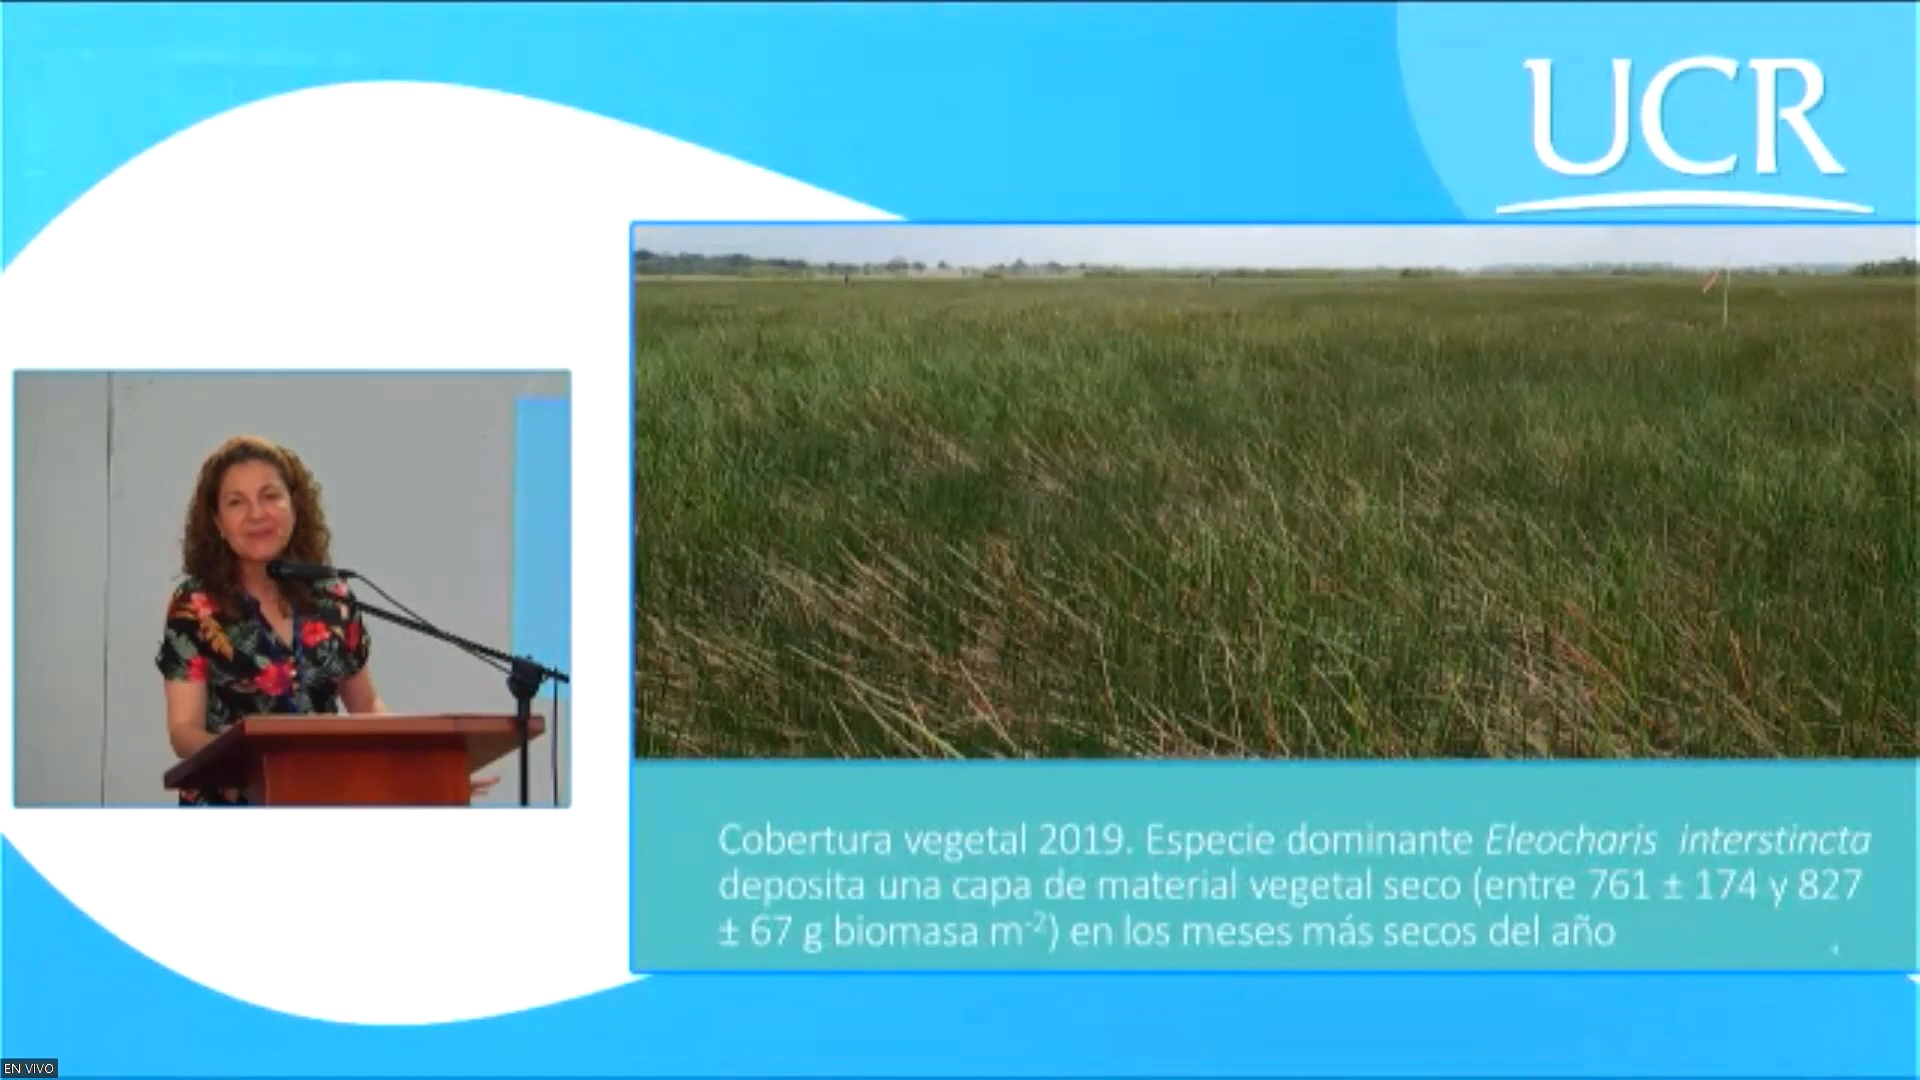 UCR
Cobertura vegetal 2019. Especie dominante Eleocharis interstincta
deposita una capa de material vegetal seco (entre 761 ± 174 y 827
± 67 g biomasa m⁻²) en los meses más secos del año
EN VIVO